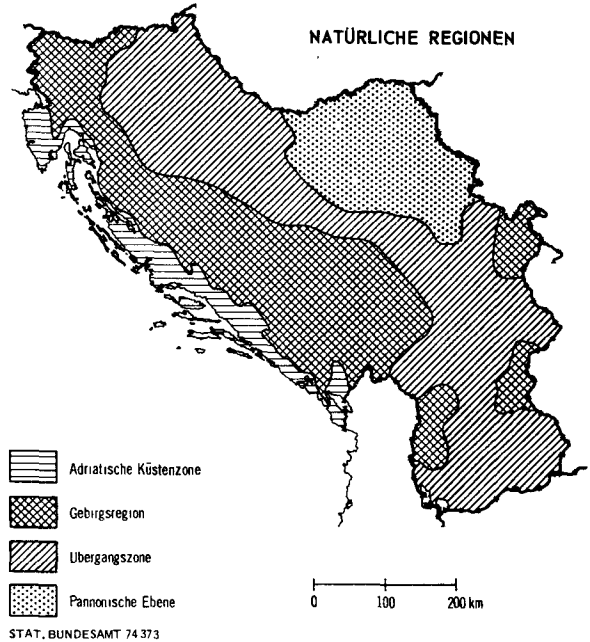 NATÜRLICHE REGIONEN
Adriatische Küstenzone
Gebirgsregion
Übergangszone
Pannonische Ebene
0 100 200 km
STAT. BUNDESAMT 74 373